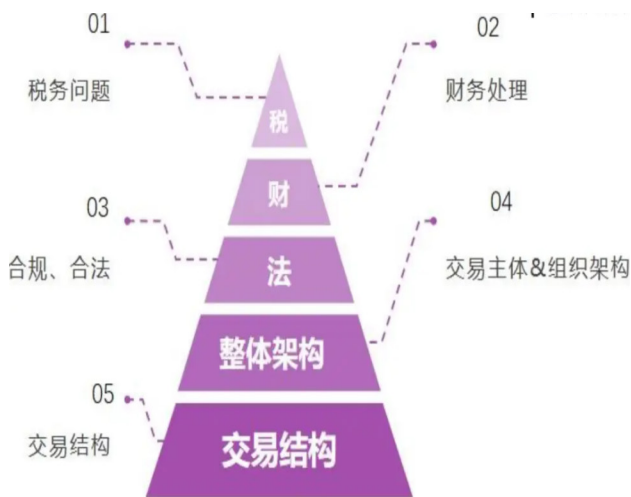 01
税务问题
02
财务处理
税
财
03
合规、合法
04
交易主体&组织架构
法
整体架构
05
交易结构
交易结构